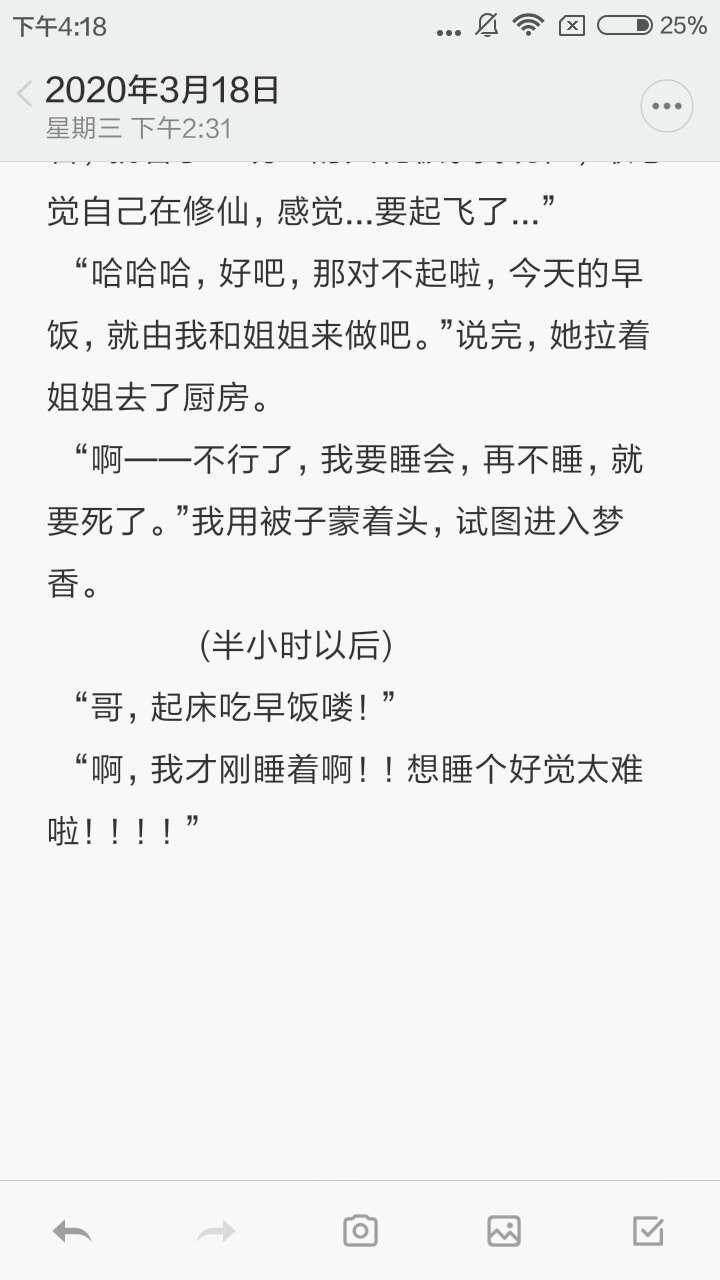 下午4:18
25%
2020年3月18日
星期三 下午2:31
觉自己在修仙，感觉...要起飞了...”
“哈哈哈，好吧，那对不起啦，今天的早
饭，就由我和姐姐来做吧。”说完，她拉着
姐姐去了厨房。
“啊——不行了，我要睡会，再不睡，就
要死了。”我用被子蒙着头，试图进入梦
香。
(半小时以后)
“哥，起床吃早饭喽！”
“啊，我才刚睡着啊！！想睡个好觉太难
啦！！！！”